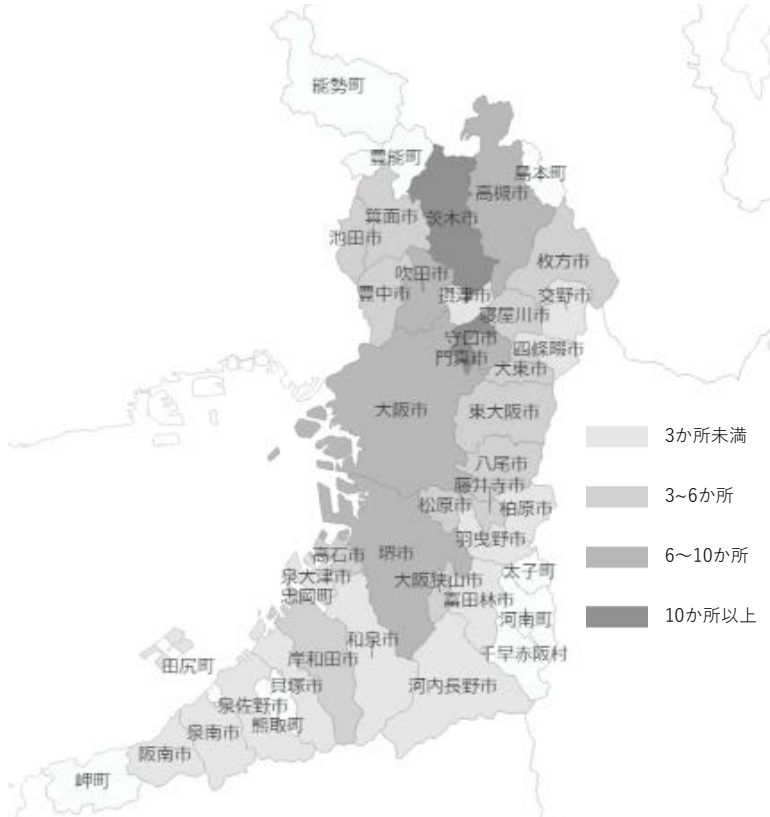 能勢町
豊能町
島本町
高槻市
茨木市
箕面市
池田市
枚方市
吹田市
豊中市
摂津市
交野市
寝屋川市
守口市
門真市
四條畷市
大東市
大阪市
東大阪市
3か所未満
八尾市
藤井寺市
3~6か所
松原市
柏原市
羽曳野市
高石市
堺市
6～10か所
太子町
泉大津市
大阪狭山市
忠岡町
富田林市
河南町
10か所以上
和泉市
千早赤阪村
岸和田市
田尻町
貝塚市
河内長野市
泉佐野市
熊取町
泉南市
阪南市
岬町